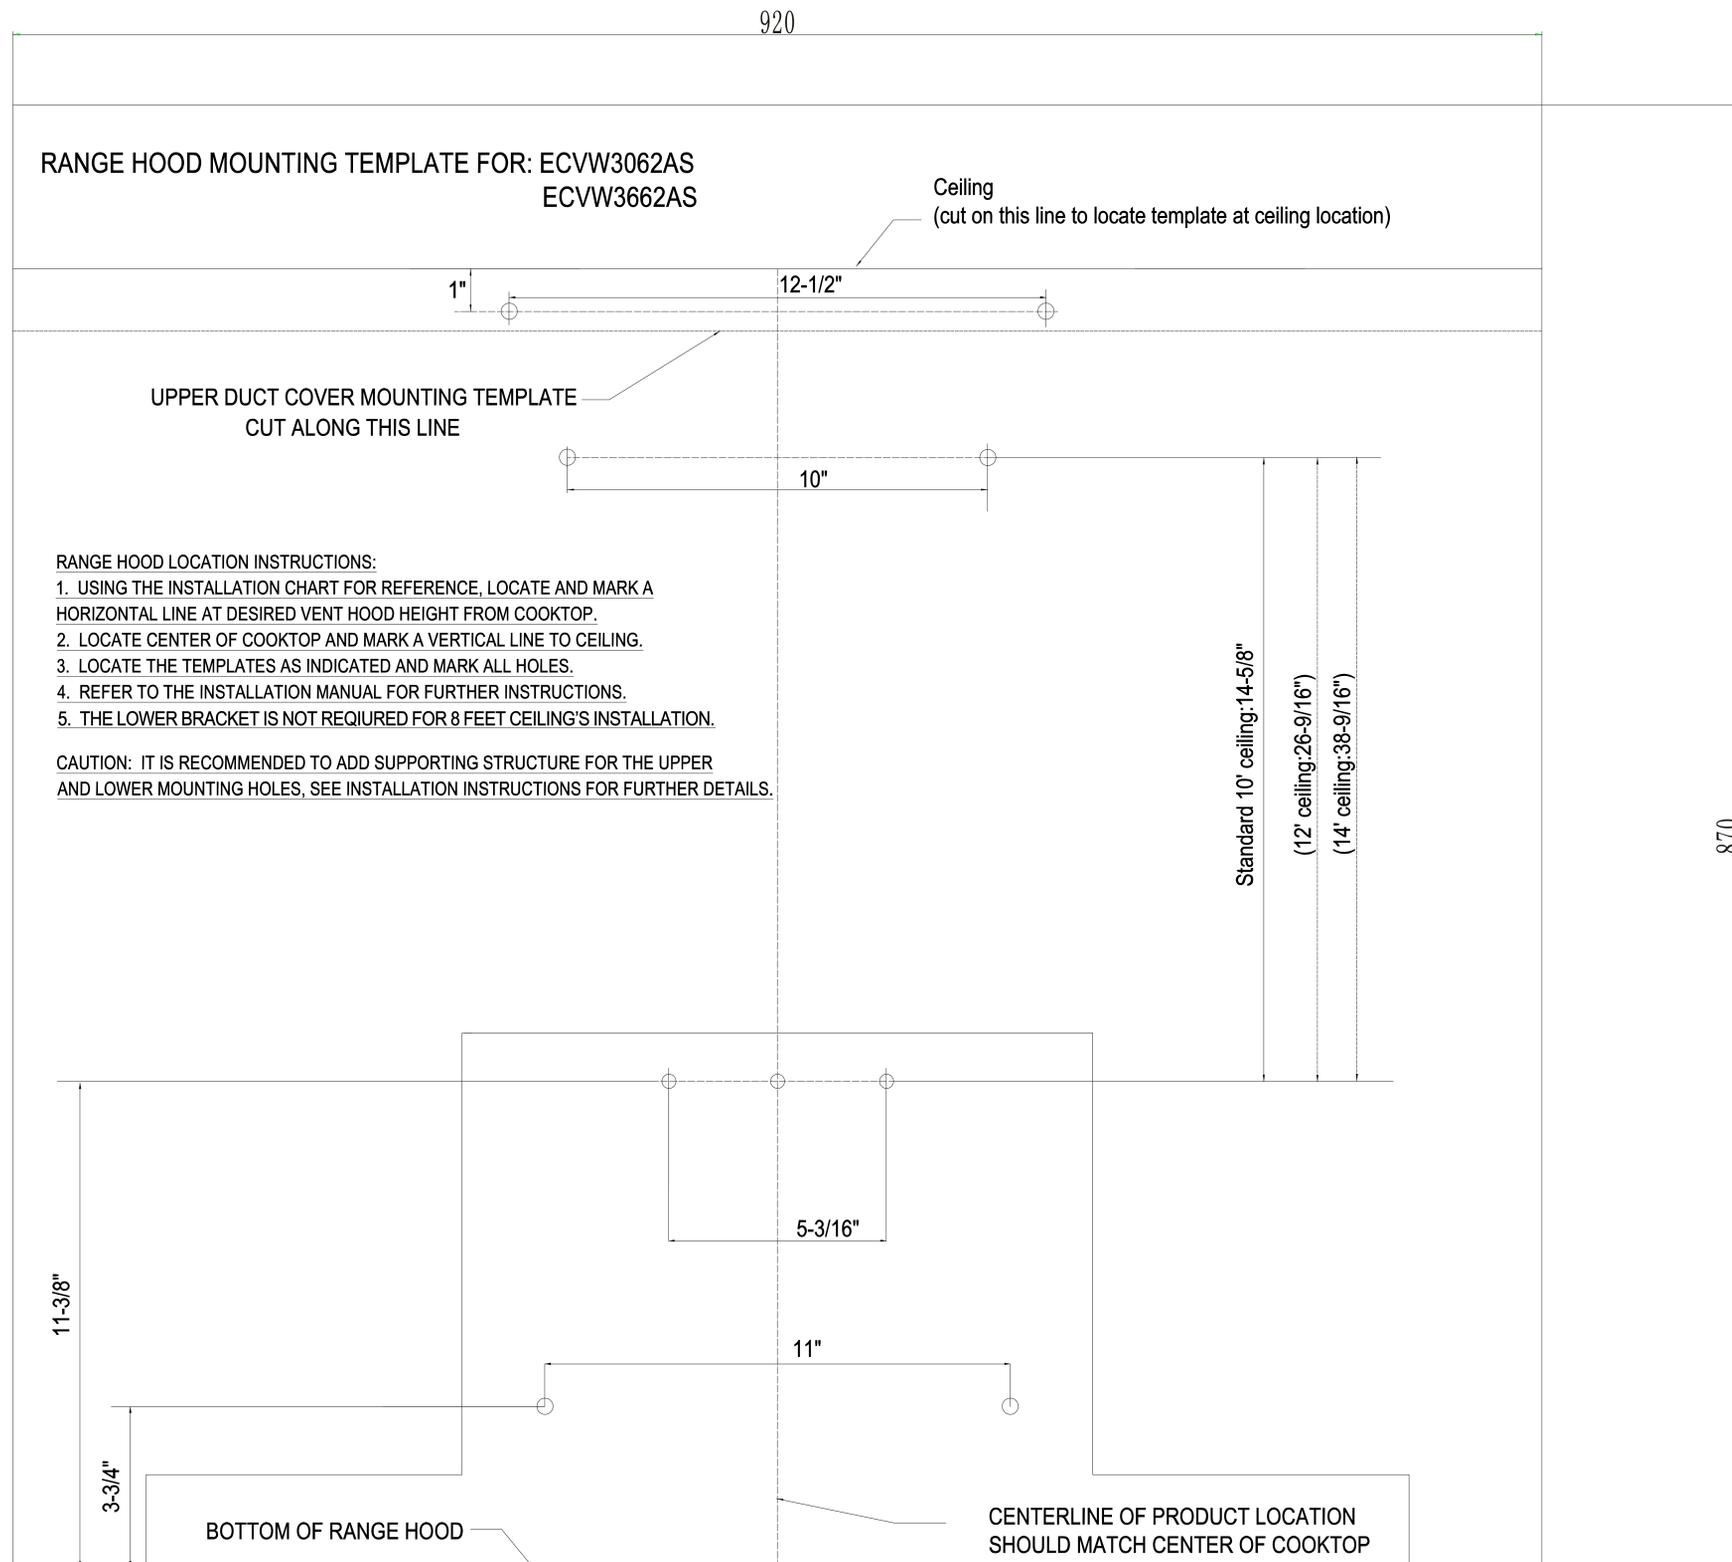 920
RANGE HOOD MOUNTING TEMPLATE FOR: ECVW3062AS
ECVW3662AS
Ceiling
(cut on this line to locate template at ceiling location)
1"
12-1/2"
UPPER DUCT COVER MOUNTING TEMPLATE
CUT ALONG THIS LINE
10"
RANGE HOOD LOCATION INSTRUCTIONS:
1. USING THE INSTALLATION CHART FOR REFERENCE, LOCATE AND MARK A
HORIZONTAL LINE AT DESIRED VENT HOOD HEIGHT FROM COOKTOP.
2. LOCATE CENTER OF COOKTOP AND MARK A VERTICAL LINE TO CEILING.
3. LOCATE THE TEMPLATES AS INDICATED AND MARK ALL HOLES.
4. REFER TO THE INSTALLATION MANUAL FOR FURTHER INSTRUCTIONS.
5. THE LOWER BRACKET IS NOT REQIURED FOR 8 FEET CEILING'S INSTALLATION.
CAUTION: IT IS RECOMMENDED TO ADD SUPPORTING STRUCTURE FOR THE UPPER
AND LOWER MOUNTING HOLES, SEE INSTALLATION INSTRUCTIONS FOR FURTHER DETAILS.
Standard 10' ceiling:14-5/8"
(12' ceiling:26-9/16")
(14' ceiling:38-9/16")
870
5-3/16"
11-3/8"
11"
3-3/4"
BOTTOM OF RANGE HOOD
CENTERLINE OF PRODUCT LOCATION
SHOULD MATCH CENTER OF COOKTOP